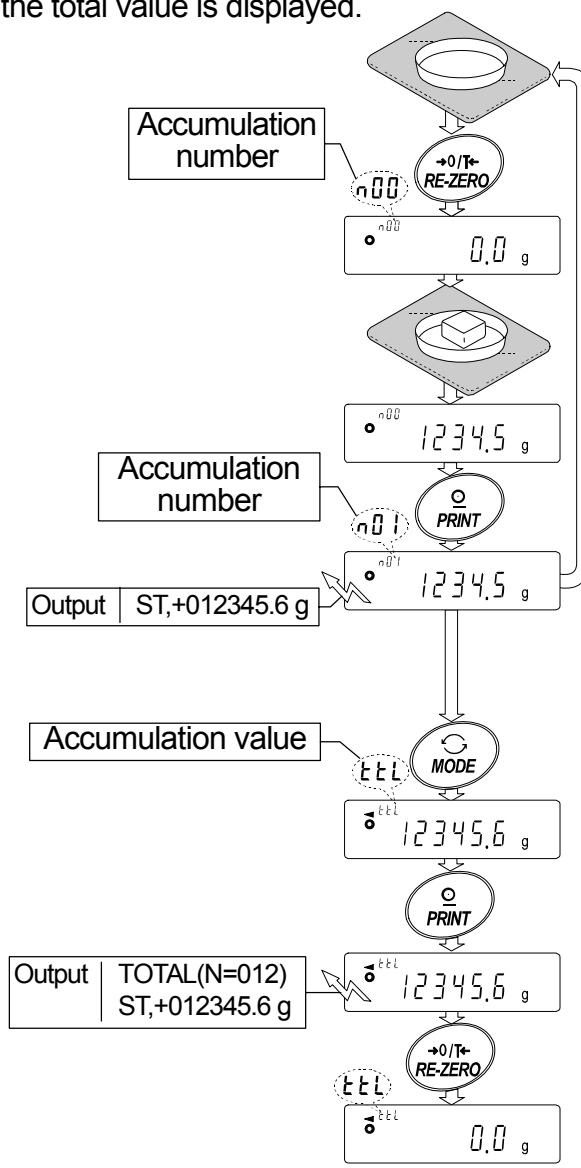 the total value is displayed.
Accumulation
number
→0/T←
RE-ZERO
n00
n00
0.0 g
n00
1234.5 g
Accumulation
number
PRINT
n01
n01
1234.5 g
Output ST,+012345.6 g
Accumulation value
MODE
ttL
ttL
12345.6 g
PRINT
Output TOTAL(N=012)
ST,+012345.6 g
ttL
12345.6 g
→0/T←
RE-ZERO
ttL
ttL
0.0 g